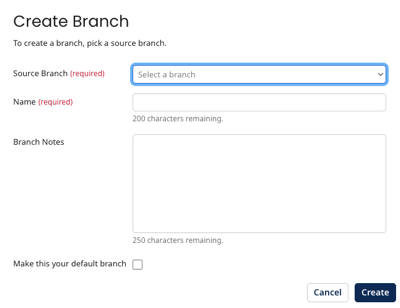 Create Branch
To create a branch, pick a source branch.
Source Branch (required)
Select a branch
Name (required)
200 characters remaining.
Branch Notes
250 characters remaining.
Make this your default branch
Cancel
Create